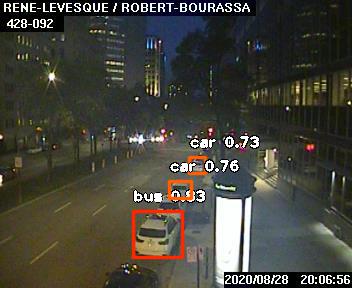 RENE-LEVESQUE / ROBERT-BOURASSA
428-092
car 0.73
car 0.76
bus 0.83
2020/08/28 20:06:56